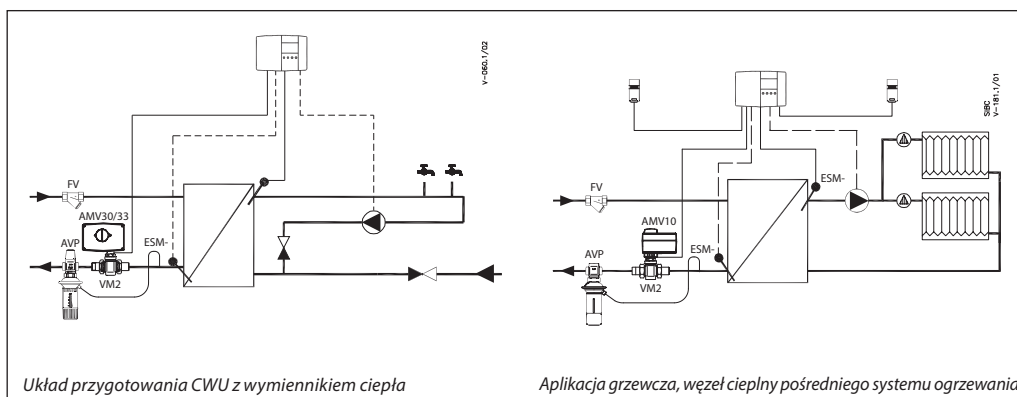 V-060.1/02
FV
AMV30/33
AVP
ESM-
VM2
Układ przygotowania CWU z wymiennikiem ciepła
SIBC
V-181.1/01
ESM-
FV
AMV10
AVP
ESM-
VM2
Aplikacja grzewcza, węzeł cieplny pośredniego systemu ogrzewania